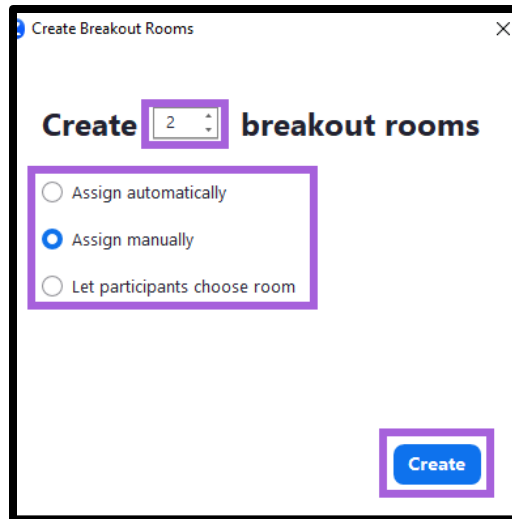 Create Breakout Rooms
Create 2 breakout rooms
Assign automatically
Assign manually
Let participants choose room
Create